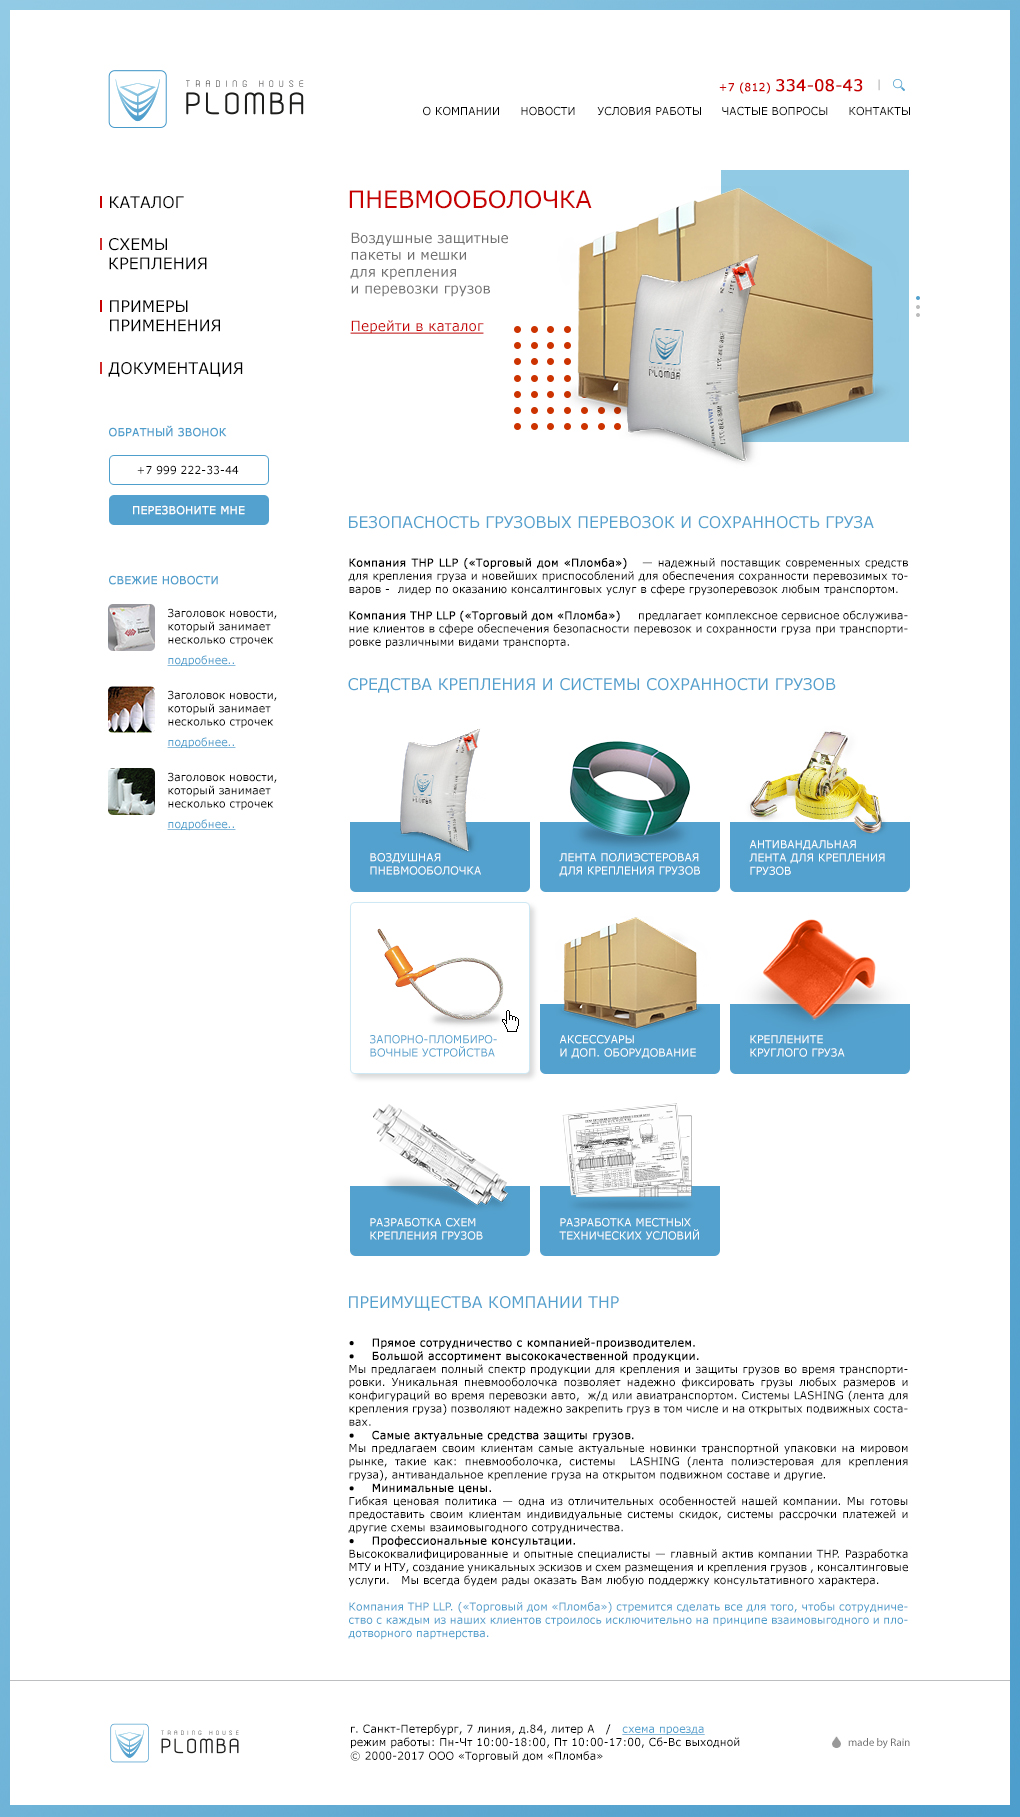 TRADING HOUSE
PLOMBA
+7 (812) 334-08-43
О КОМПАНИИ НОВОСТИ УСЛОВИЯ РАБОТЫ ЧАСТЫЕ ВОПРОСЫ КОНТАКТЫ
КАТАЛОГ
СХЕМЫ
КРЕПЛЕНИЯ
ПРИМЕРЫ
ПРИМЕНЕНИЯ
ДОКУМЕНТАЦИЯ
ОБРАТНЫЙ ЗВОНОК
+7 999 222-33-44
ПЕРЕЗВОНИТЕ МНЕ
СВЕЖИЕ НОВОСТИ
Заголовок новости,
который занимает
несколько строчек
подробнее..
Заголовок новости,
который занимает
несколько строчек
подробнее..
Заголовок новости,
который занимает
несколько строчек
подробнее..
ПНЕВМООБОЛОЧКА
Воздушные защитные
пакеты и мешки
для крепления
и перевозки грузов
Перейти в каталог
PLOMBA
БЕЗОПАСНОСТЬ ГРУЗОВЫХ ПЕРЕВОЗОК И СОХРАННОСТЬ ГРУЗА
Компания THP LLP («Торговый дом «Пломба») — надежный поставщик современных средств
для крепления груза и новейших приспособлений для обеспечения сохранности перевозимых то-
варов - лидер по оказанию консалтинговых услуг в сфере грузоперевозок любым транспортом.
Компания THP LLP («Торговый дом «Пломба») предлагает комплексное сервисное обслужива-
ние клиентов в сфере обеспечения безопасности перевозок и сохранности груза при транспорти-
ровке различными видами транспорта.
СРЕДСТВА КРЕПЛЕНИЯ И СИСТЕМЫ СОХРАННОСТИ ГРУЗОВ
PLOMBA
ВОЗДУШНАЯ
ПНЕВМООБОЛОЧКА
ЛЕНТА ПОЛИЭСТЕРОВАЯ
ДЛЯ КРЕПЛЕНИЯ ГРУЗОВ
АНТИВАНДАЛЬНАЯ
ЛЕНТА ДЛЯ КРЕПЛЕНИЯ
ГРУЗОВ
ЗАПОРНО-ПЛОМБИРО-
ВОЧНЫЕ УСТРОЙСТВА
АКСЕССУАРЫ
И ДОП. ОБОРУДОВАНИЕ
КРЕПЛЕНИТЕ
КРУГЛОГО ГРУЗА
РАЗРАБОТКА СХЕМ
КРЕПЛЕНИЯ ГРУЗОВ
РАЗРАБОТКА МЕСТНЫХ
ТЕХНИЧЕСКИХ УСЛОВИЙ
ПРЕИМУЩЕСТВА КОМПАНИИ THP
• Прямое сотрудничество с компанией-производителем.
• Большой ассортимент высококачественной продукции.
Мы предлагаем полный спектр продукции для крепления и защиты грузов во время транспорти-
ровки. Уникальная пневмооболочка позволяет надежно фиксировать грузы любых размеров и
конфигураций во время перевозки авто, ж/д или авиатранспортом. Системы LASHING (лента для
крепления груза) позволяют надежно закрепить груз в том числе и на открытых подвижных соста-
вах.
• Самые актуальные средства защиты грузов.
Мы предлагаем своим клиентам самые актуальные новинки транспортной упаковки на мировом
рынке, такие как: пневмооболочка, системы LASHING (лента полиэстеровая для крепления
груза), антивандальное крепление груза на открытом подвижном составе и другие.
• Минимальные цены.
Гибкая ценовая политика — одна из отличительных особенностей нашей компании. Мы готовы
предоставить своим клиентам индивидуальные системы скидок, системы рассрочки платежей и
другие схемы взаимовыгодного сотрудничества.
• Профессиональные консультации.
Высококвалифицированные и опытные специалисты — главный актив компании THP. Разработка
МТУ и НТУ, создание уникальных эскизов и схем размещения и крепления грузов , консалтинговые
услуги. Мы всегда будем рады оказать Вам любую поддержку консультативного характера.
Компания THP LLP. («Торговый дом «Пломба») стремится сделать все для того, чтобы сотрудниче-
ство с каждым из наших клиентов строилось исключительно на принципе взаимовыгодного и пло-
дотворного партнерства.
TRADING HOUSE
PLOMBA
г. Санкт-Петербург, 7 линия, д.84, литер А / схема проезда
режим работы: Пн-Чт 10:00-18:00, Пт 10:00-17:00, Сб-Вс выходной
© 2000-2017 ООО «Торговый дом «Пломба»
made by Rain